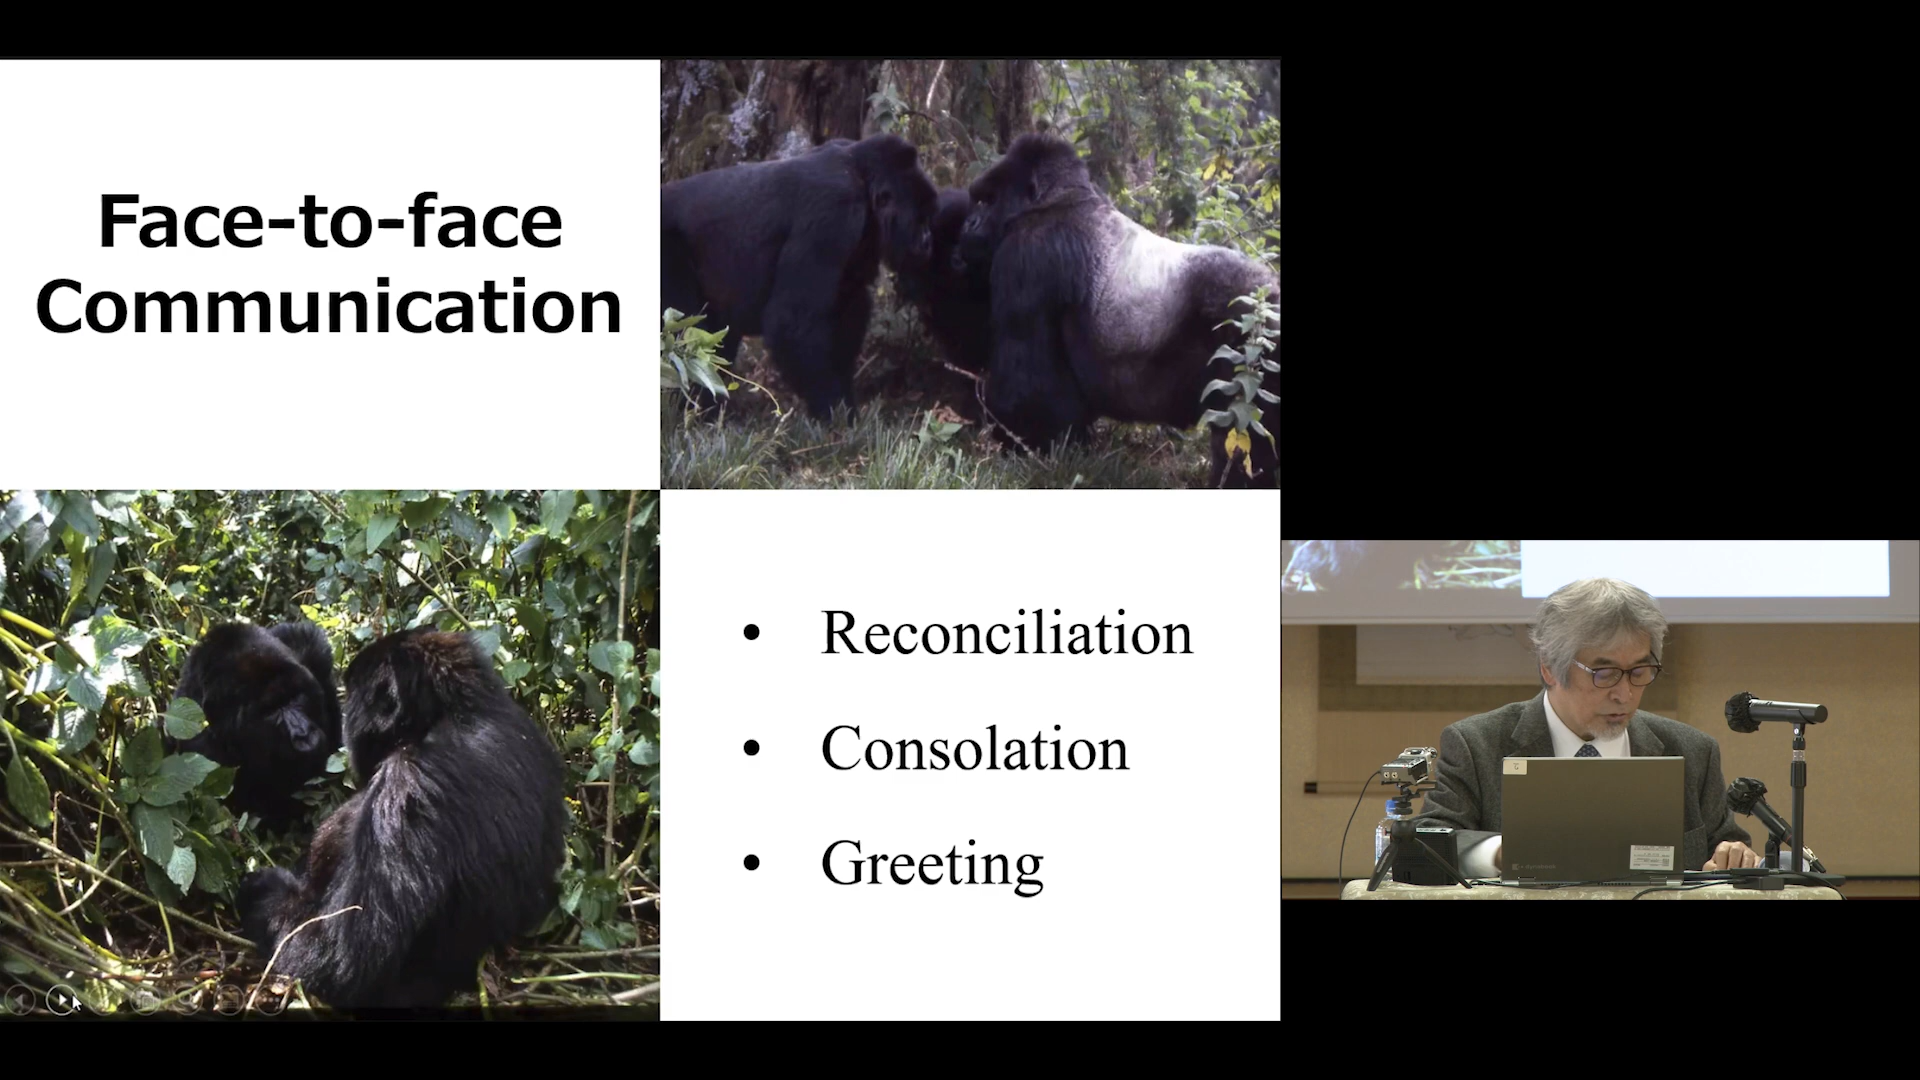 Face-to-face
Communication
• Reconciliation
• Consolation
• Greeting